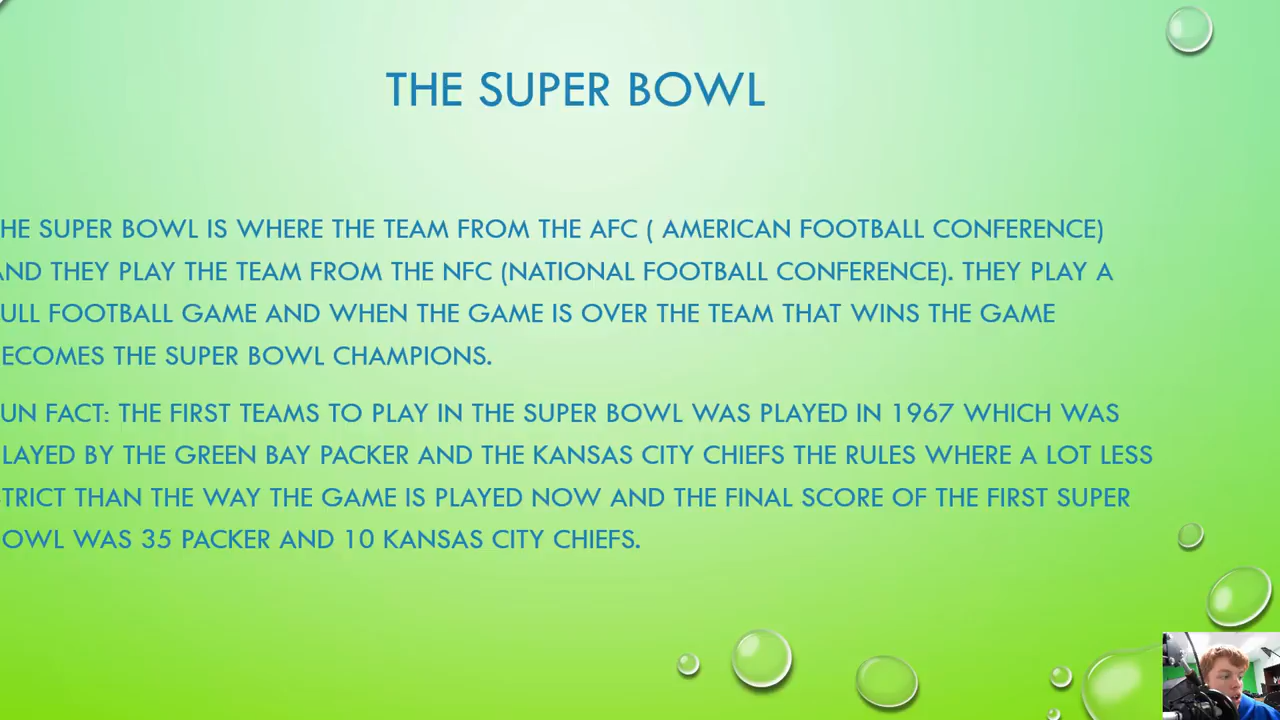 THE SUPER BOWL
HE SUPER BOWL IS WHERE THE TEAM FROM THE AFC ( AMERICAN FOOTBALL CONFERENCE)
AND THEY PLAY THE TEAM FROM THE NFC (NATIONAL FOOTBALL CONFERENCE). THEY PLAY A
ULL FOOTBALL GAME AND WHEN THE GAME IS OVER THE TEAM THAT WINS THE GAME
ECOMES THE SUPER BOWL CHAMPIONS.
UN FACT: THE FIRST TEAMS TO PLAY IN THE SUPER BOWL WAS PLAYED IN 1967 WHICH WAS
LAYED BY THE GREEN BAY PACKER AND THE KANSAS CITY CHIEFS THE RULES WHERE A LOT LESS
TRICT THAN THE WAY THE GAME IS PLAYED NOW AND THE FINAL SCORE OF THE FIRST SUPER
OWL WAS 35 PACKER AND 10 KANSAS CITY CHIEFS.